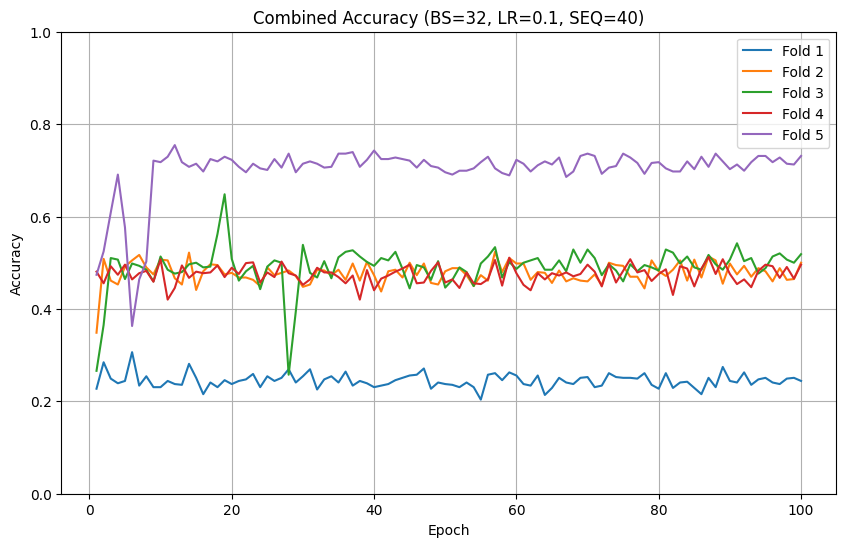 Combined Accuracy (BS=32, LR=0.1, SEQ=40)
1.0
0.8
0.6
0.4
0.2
0.0
Accuracy
Fold 1
Fold 2
Fold 3
Fold 4
Fold 5
0 20 40 60 80 100
Epoch